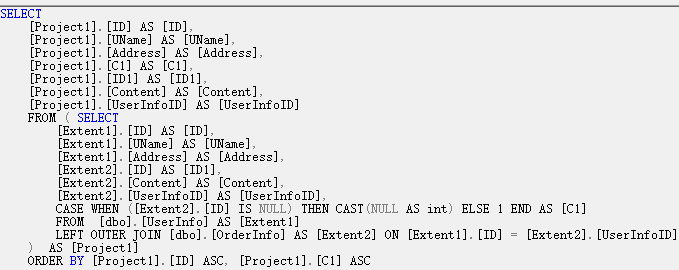 SELECT
[Project1].[ID] AS [ID],
[Project1].[UName] AS [UName],
[Project1].[Address] AS [Address],
[Project1].[C1] AS [C1],
[Project1].[ID1] AS [ID1],
[Project1].[Content] AS [Content],
[Project1].[UserInfoID] AS [UserInfoID]
FROM ( SELECT
[Extent1].[ID] AS [ID],
[Extent1].[UName] AS [UName],
[Extent1].[Address] AS [Address],
[Extent2].[ID] AS [ID1],
[Extent2].[Content] AS [Content],
[Extent2].[UserInfoID] AS [UserInfoID],
CASE WHEN ([Extent2].[ID] IS NULL) THEN CAST(NULL AS int) ELSE 1 END AS [C1]
FROM [dbo].[UserInfo] AS [Extent1]
LEFT OUTER JOIN [dbo].[OrderInfo] AS [Extent2] ON [Extent1].[ID] = [Extent2].[UserInfoID]
) AS [Project1]
ORDER BY [Project1].[ID] ASC, [Project1].[C1] ASC